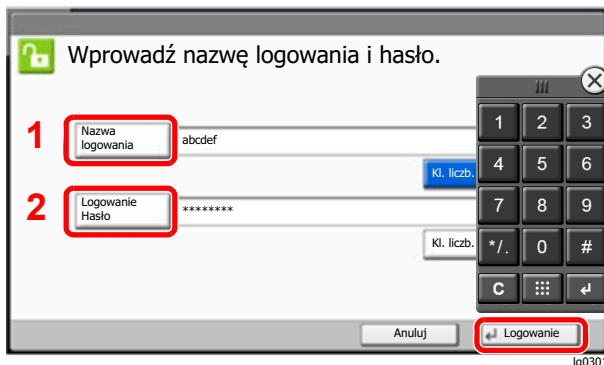 Wprowadź nazwę logowania i hasło.
1
Nazwa
logowania
abcdef
Kl. liczb.
2
Logowanie
Hasło
********
Kl. liczb.
1 2 3
4 5 6
7 8 9
*/. 0 #
C
Anuluj
Logowanie